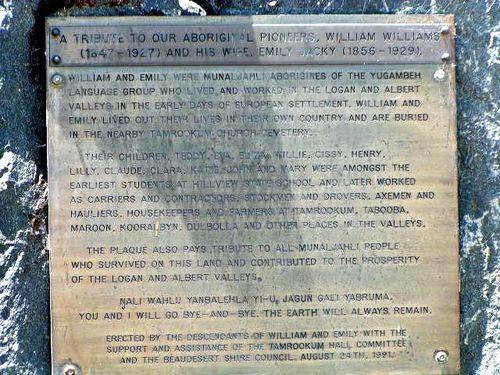 A TRIBUTE TO OUR ABORIGINAL PIONEERS, WILLIAM WILLIAMS
(1847-1927) AND HIS WIFE, EMILY JACKY (1856-1929).
WILLIAM AND EMILY WERE MUNALJAHLI ABORIGINES OF THE YUGAMBEH
LANGUAGE GROUP WHO LIVED AND WORKED IN THE LOGAN AND ALBERT
VALLEYS IN THE EARLY DAYS OF EUROPEAN SETTLEMENT. WILLIAM AND
EMILY LIVED OUT THEIR LIVES IN THEIR OWN COUNTRY AND ARE BURIED
IN THE NEARBY TAMROOKUM CHURCH CEMETERY.
THEIR CHILDREN, TEDDY, EVA, WILLIE, CISSY, HENRY,
LILLY, CLAUDE, CLARA, KATIE, JOHN AND MARY WERE AMONGST THE
EARLIEST STUDENTS AT HILLVIEW STATE SCHOOL AND LATER WORKED
AS CARRIERS AND CONTRACTORS, STOCKMEN AND DROVERS, AXEMEN AND
HAULIERS, HOUSEKEEPERS AND FARMERS AT TAMROOKUM, TABOOBA,
MAROON, KOORALBYN, OULBOLLA AND OTHER PLACES IN THE VALLEYS.
THE PLAQUE ALSO PAYS TRIBUTE TO ALL MUNALJAHLI PEOPLE
WHO SURVIVED ON THIS LAND AND CONTRIBUTED TO THE PROSPERITY
OF THE LOGAN AND ALBERT VALLEYS.
NALI WAHLU YANBALEHLA YI-U, JAGUN YABRUMA.
YOU AND I WILL GO BYE-AND-BYE, THE EARTH WILL ALWAYS REMAIN.
ERECTED BY THE DESCENDANTS OF WILLIAM AND EMILY WITH THE
SUPPORT AND ASSISTANCE OF THE TAMROOKUM HALL COMMITTEE
AND THE BEAUDESERT SHIRE COUNCIL, AUGUST 24TH, 1991.